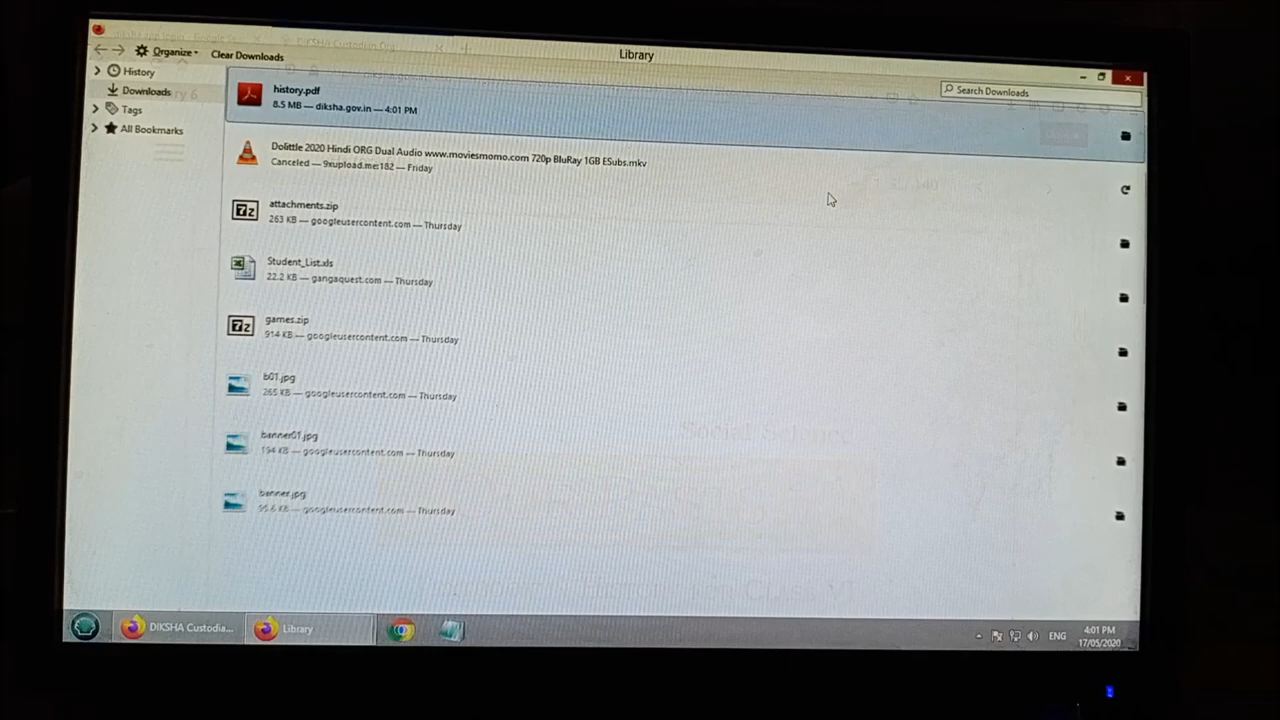 Library
Organize
Clear Downloads
Search Downloads
History
Downloads
Tags
All Bookmarks
history.pdf
8.5 MB — diksha.gov.in — 4:01 PM
Dolittle 2020 Hindi ORG Dual Audio www.moviesmomo.com 720p BluRay 1GB ESubs.mkv
Canceled — 9xupload.me:182 — Friday
attachments.zip
263 KB — googleusercontent.com — Thursday
Student_List.xls
22.2 KB — gangaquest.com — Thursday
games.zip
914 KB — googleusercontent.com — Thursday
b01.jpg
265 KB — googleusercontent.com — Thursday
banner01.jpg
194 KB — googleusercontent.com — Thursday
banner.jpg
95.6 KB — googleusercontent.com — Thursday
DIKSHA Custodia...
Library
ENG
4:01 PM
17/05/2020